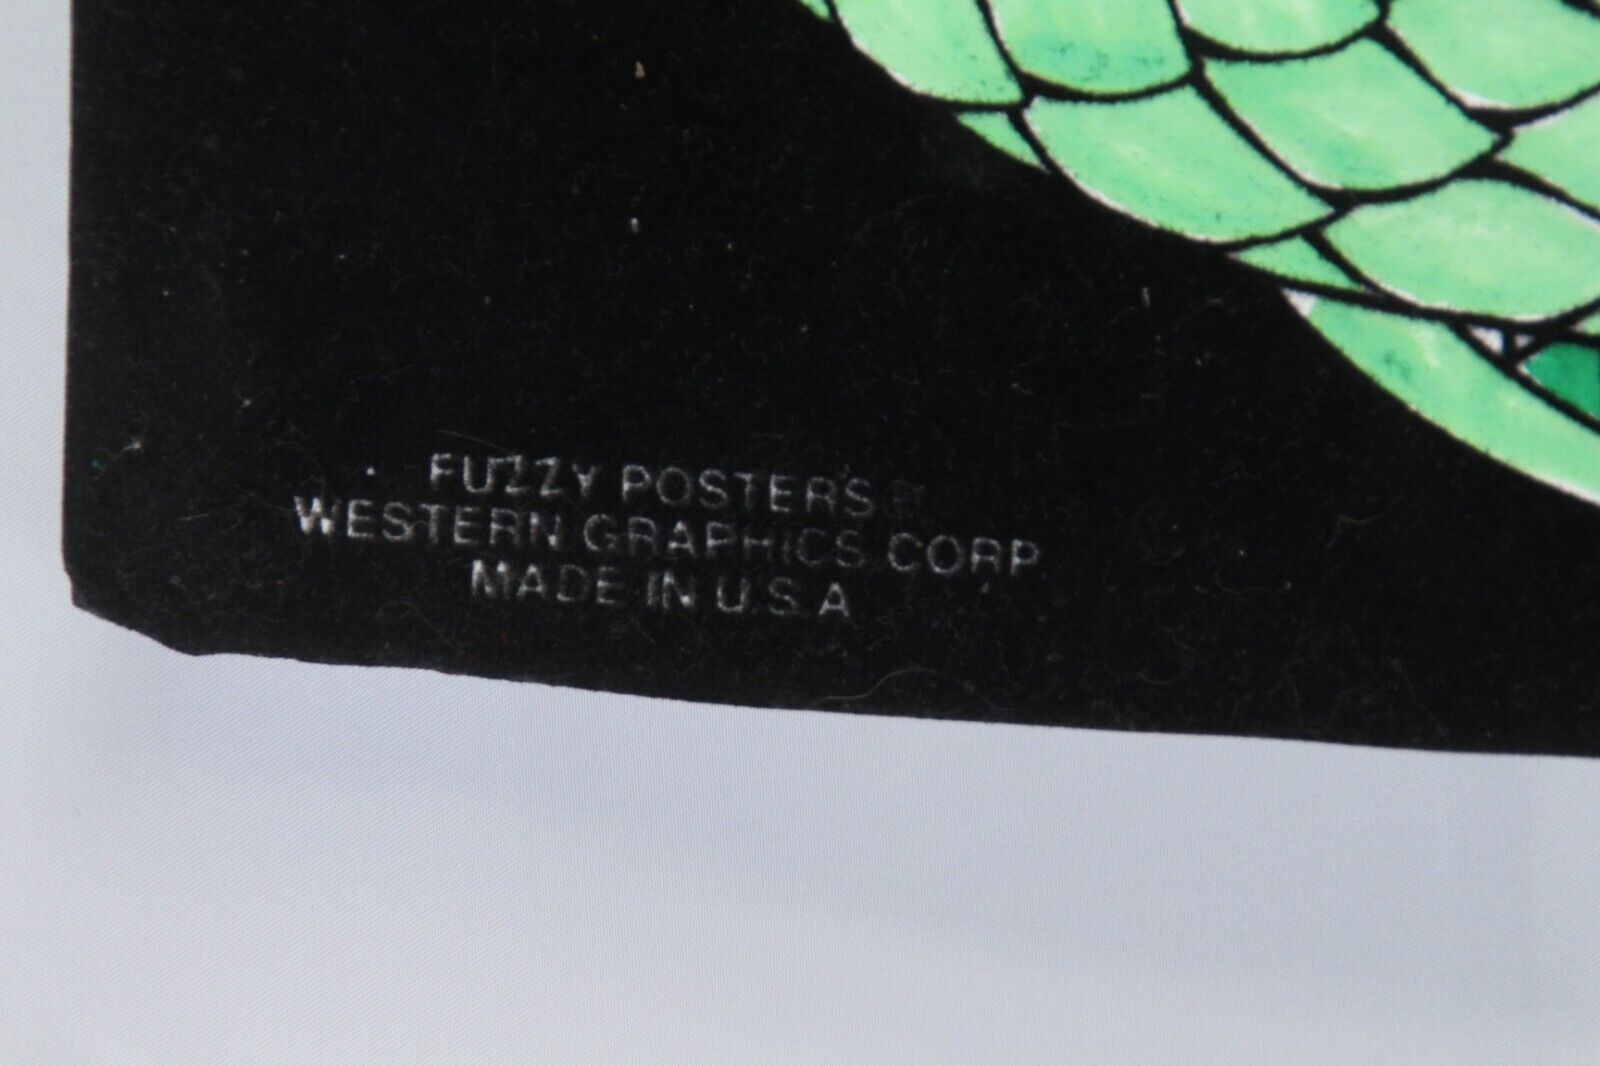 FUZZY POSTERS®
WESTERN GRAPHICS CORP
MADE IN U.S.A